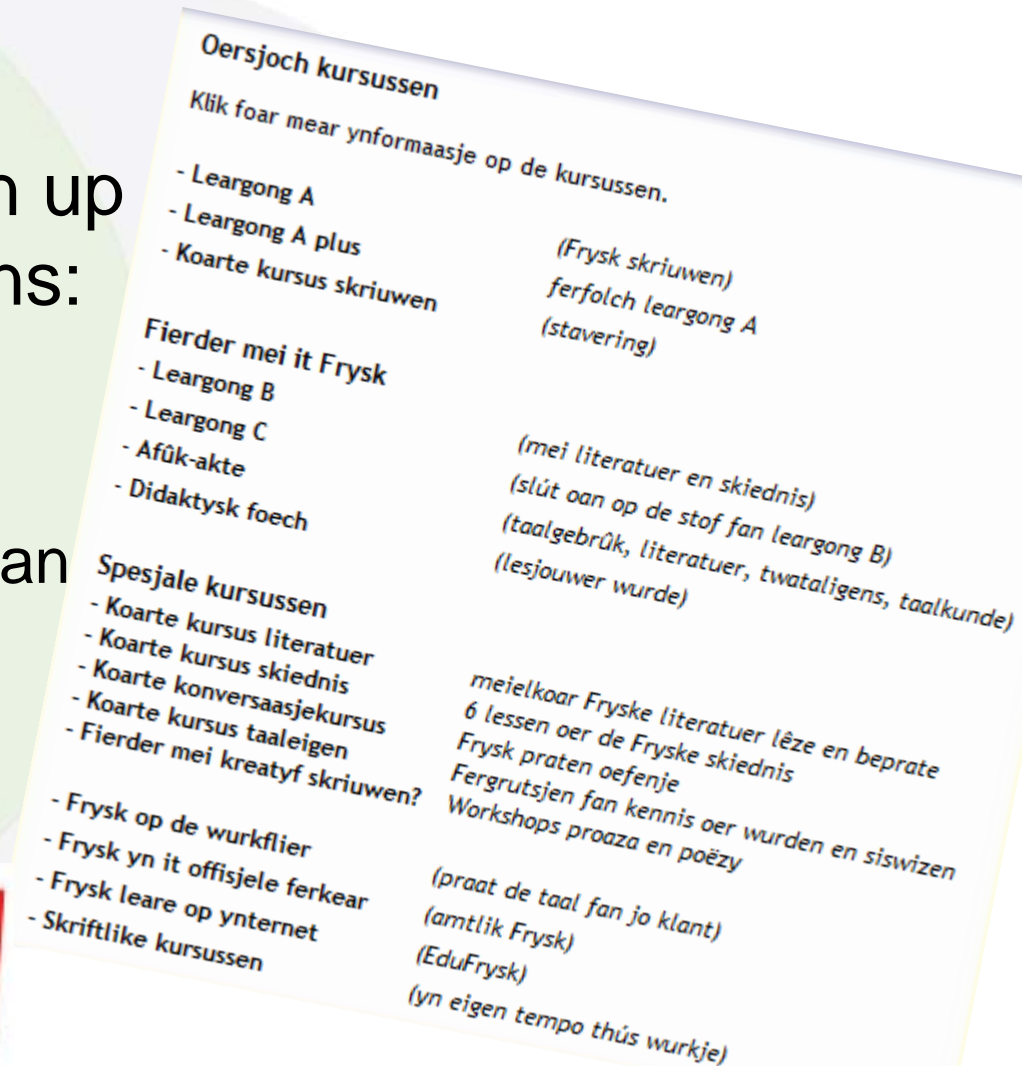 n up
ns:
an
Oersjoch kursussen
Klik foar mear ynformaasje op de kursussen.
- Leargong A (Frysk skriuwen)
- Leargong A plus ferfolch leargong A
- Koarte kursus skriuwen (stavering)
Fierder mei it Frysk
- Leargong B (mei literatuer en skiednis)
- Leargong C (slút oan op de stof fan leargong B)
- Afûk-akte (taalgebrûk, literatuer, twataligens, taalkunde)
- Didaktysk foech (lesjouwer wurde)
Spesjale kursussen
- Koarte kursus literatuer meielkoar Fryske literatuer lêze en beprate
- Koarte kursus skiednis 6 lessen oer de Fryske skiednis
- Koarte konversaasjekursus Frysk praten oefenje
- Koarte kursus taaleigen Fergrutsjen fan kennis oer wurden en siswizen
- Fierder mei kreatyf skriuwen? Workshops proaza en poëzy
- Frysk op de wurkflier (praat de taal fan jo klant)
- Frysk yn it offisjele ferkear (amtlik Frysk)
- Frysk leare op ynternet (EduFrysk)
- Skriftlike kursussen (yn eigen tempo thús wurkje)